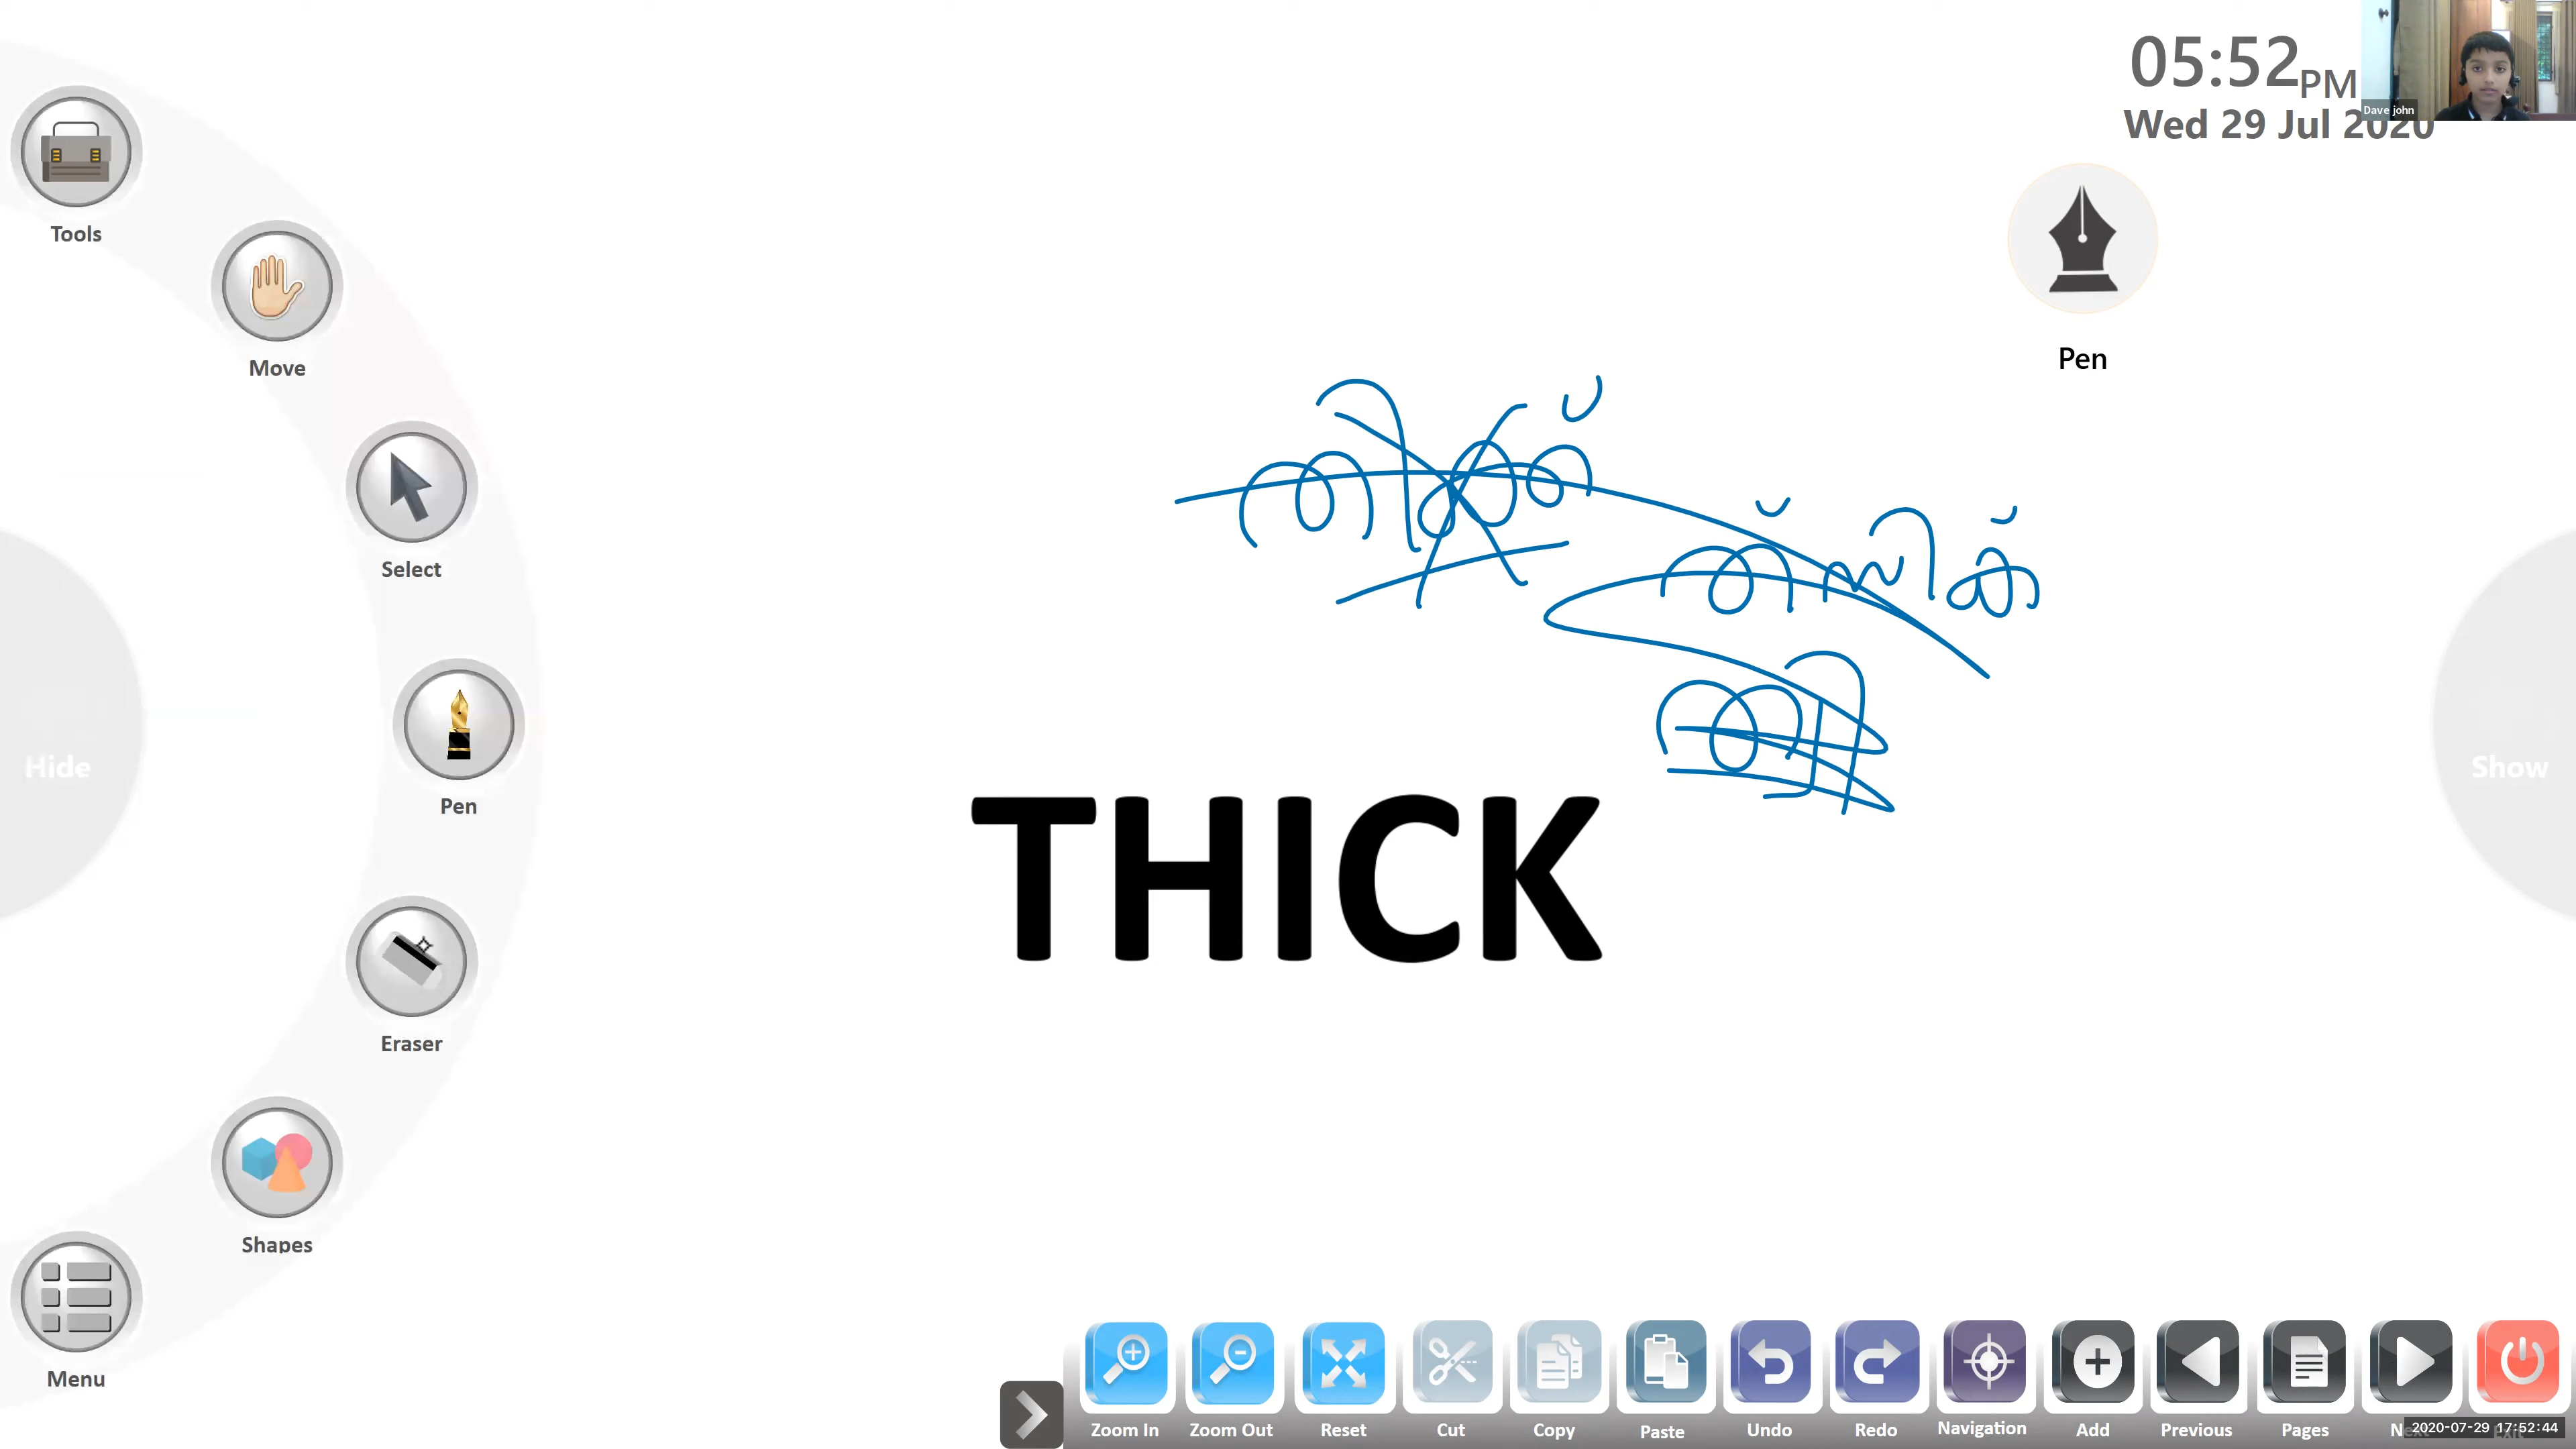 05:52 PM
Wed 29 Jul 2020
Dave john
Tools
Move
Select
Pen
Eraser
Shapes
Menu
Hide
Show
Pen
THICK
Zoom In Zoom Out Reset Cut Copy Paste Undo Redo Navigation Add Previous Pages
2020-07-29 17:52:44